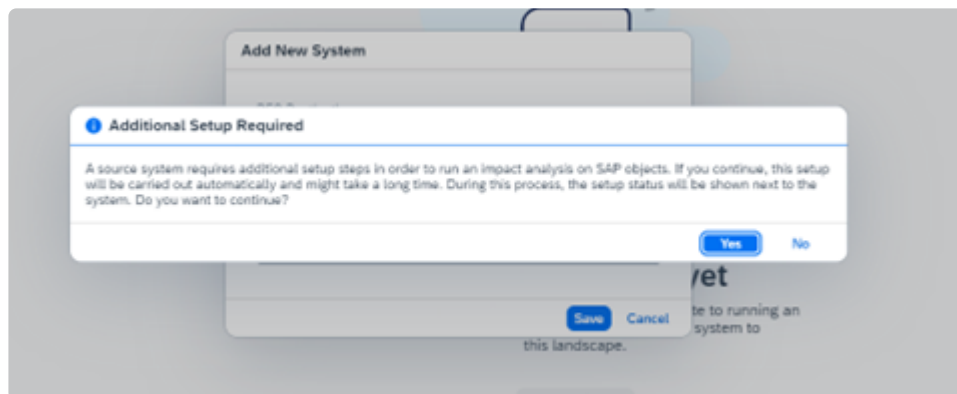 Add New System
Additional Setup Required
A source system requires additional setup steps in order to run an impact analysis on SAP objects. If you continue, this setup
will be carried out automatically and might take a long time. During this process, the setup status will be shown next to the
system. Do you want to continue?
Yes No
yet
te to running an
Save Cancel
system to
this landscape.